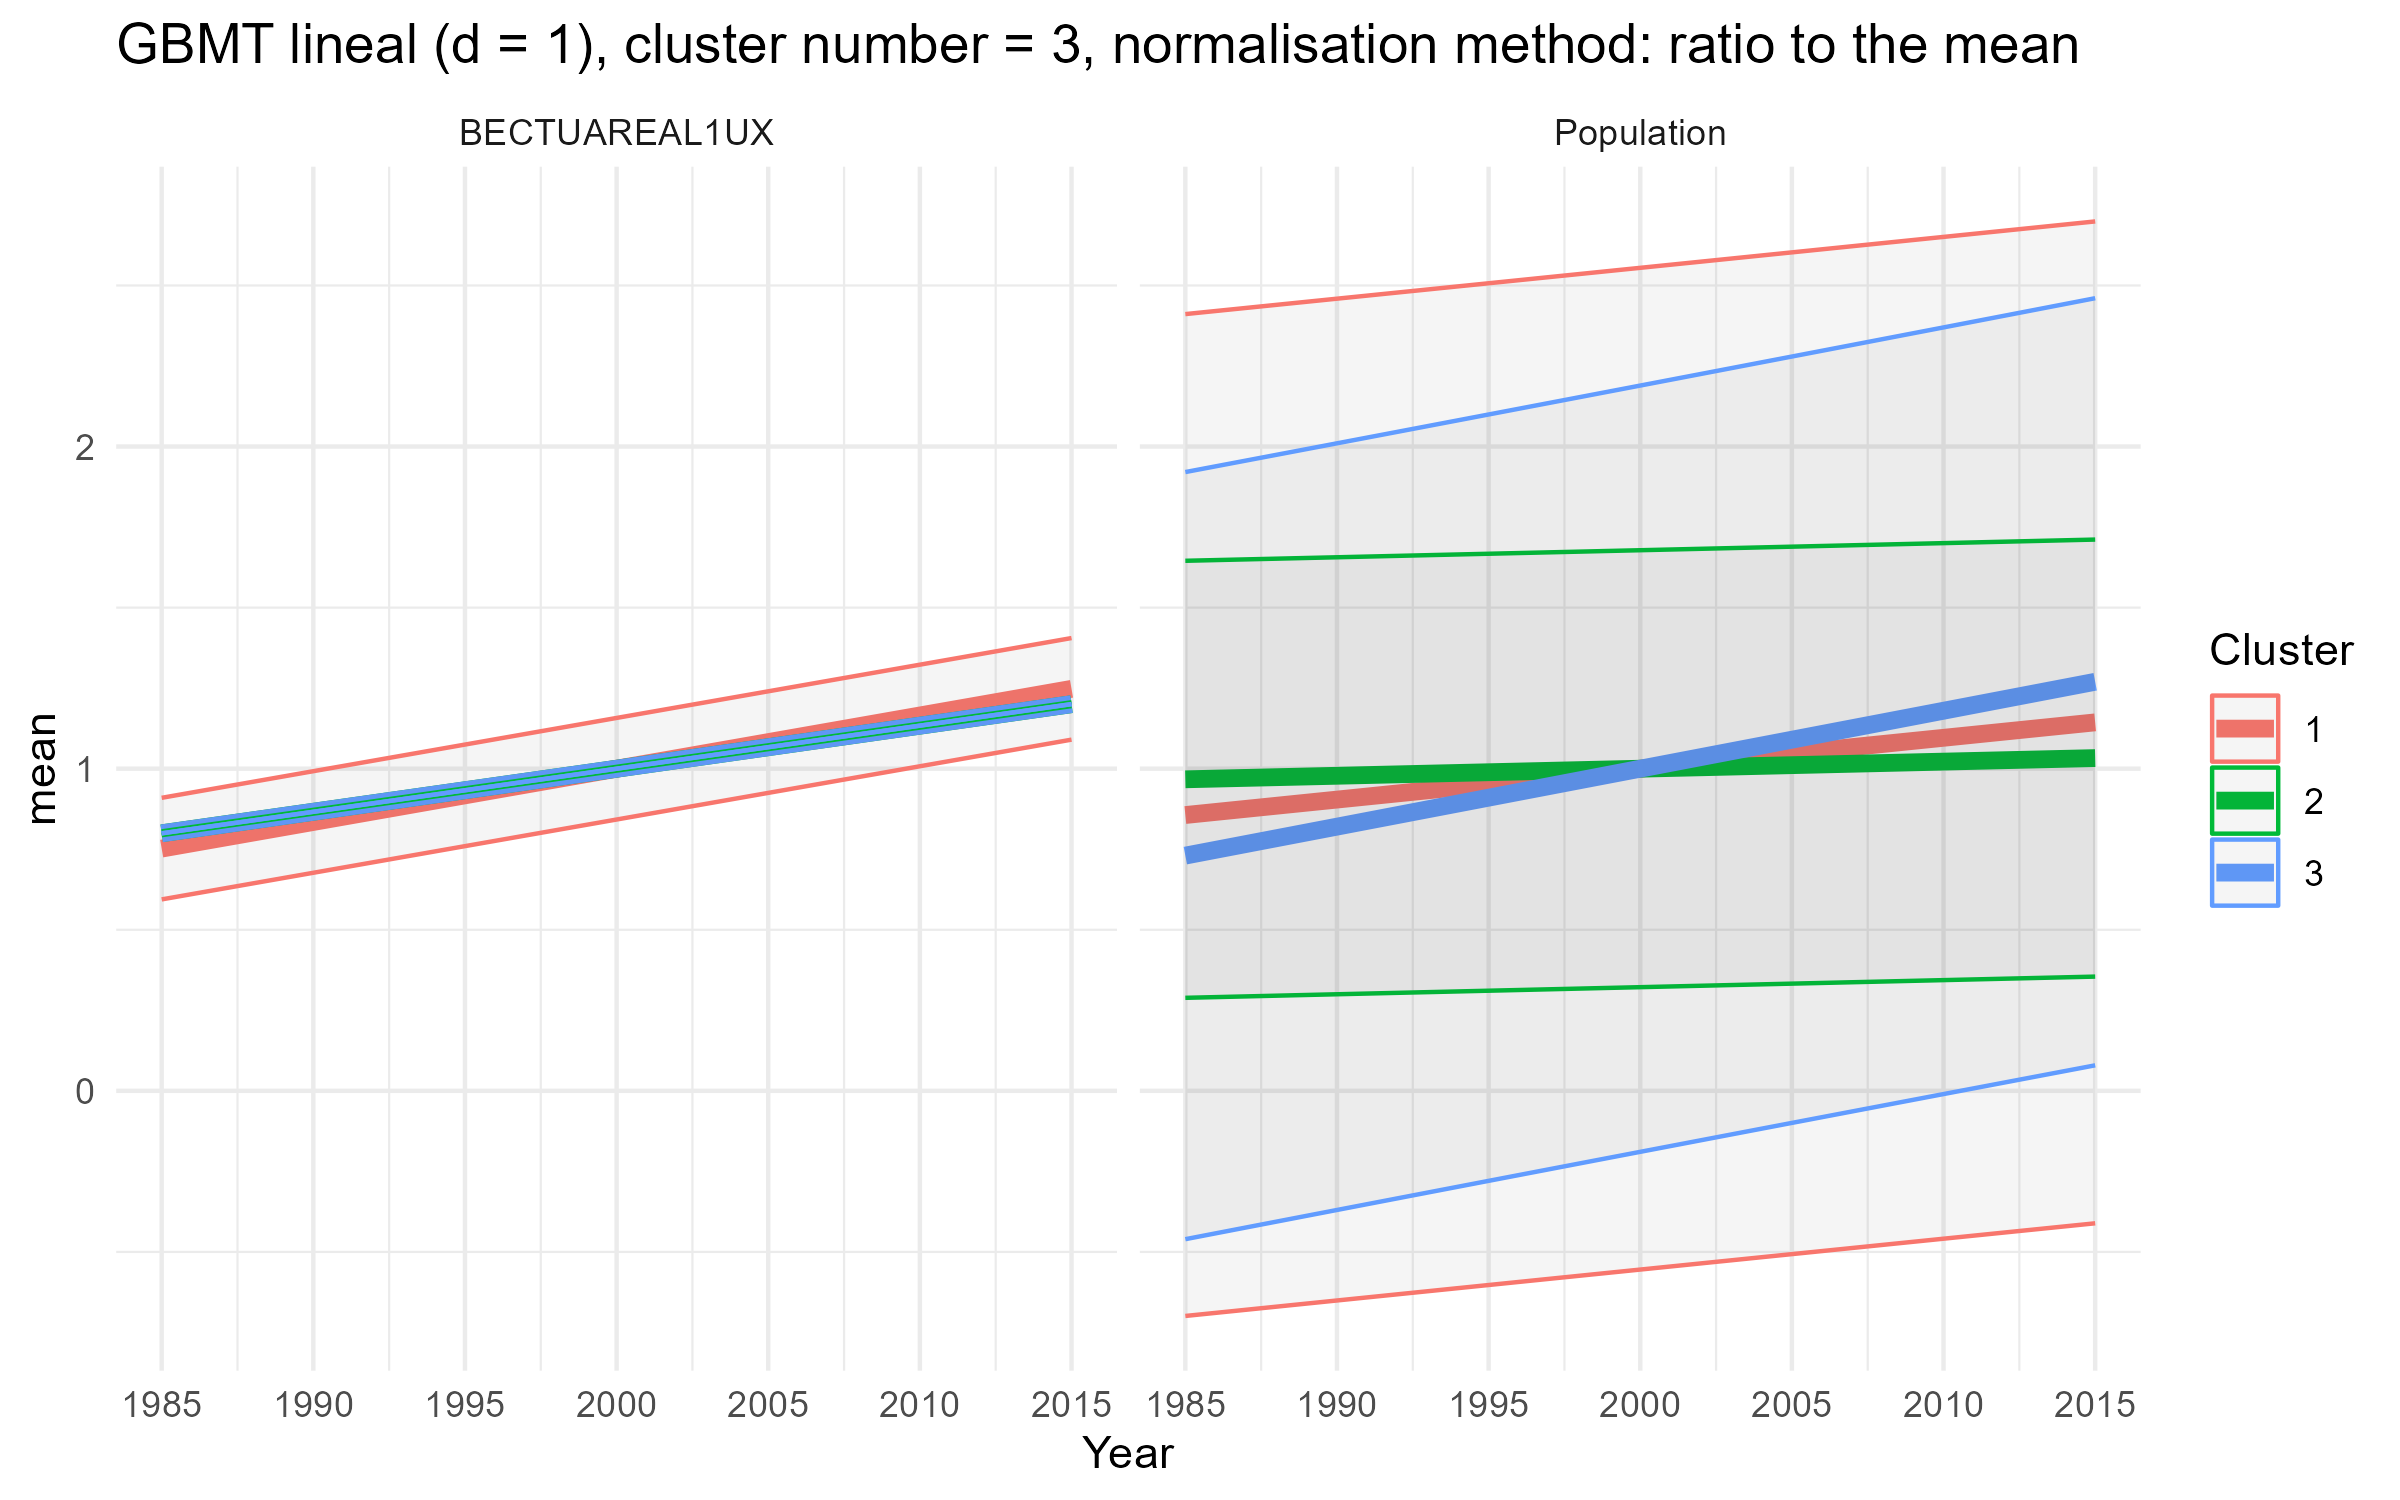 GBMT lineal (d = 1), cluster number = 3, normalisation method: ratio to the mean
BECTUAREAL1UX
Population
mean
2
1
0
1985 1990 1995 2000 2005 2010 2015
1985 1990 1995 2000 2005 2010 2015
Year
Cluster
1
2
3